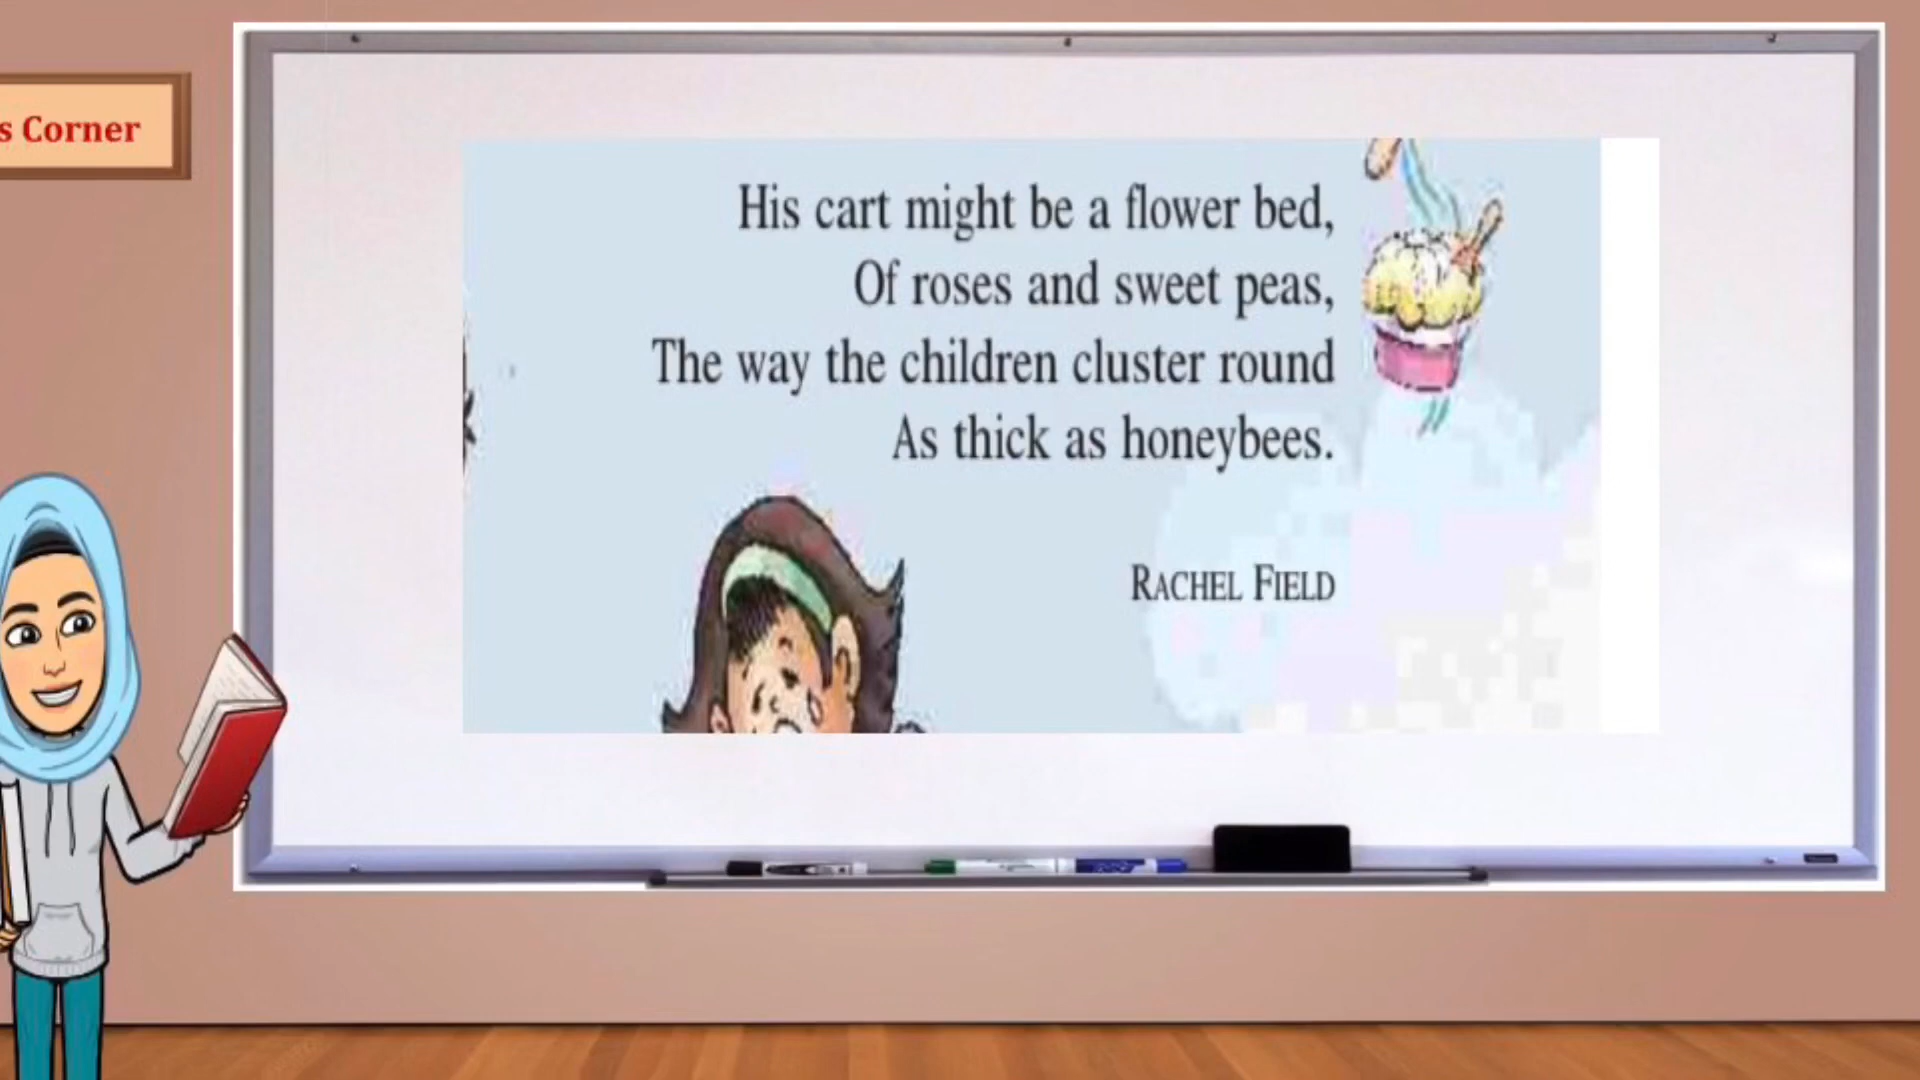 s Corner
His cart might be a flower bed,
Of roses and sweet peas,
The way the children cluster round
As thick as honeybees.
RACHEL FIELD